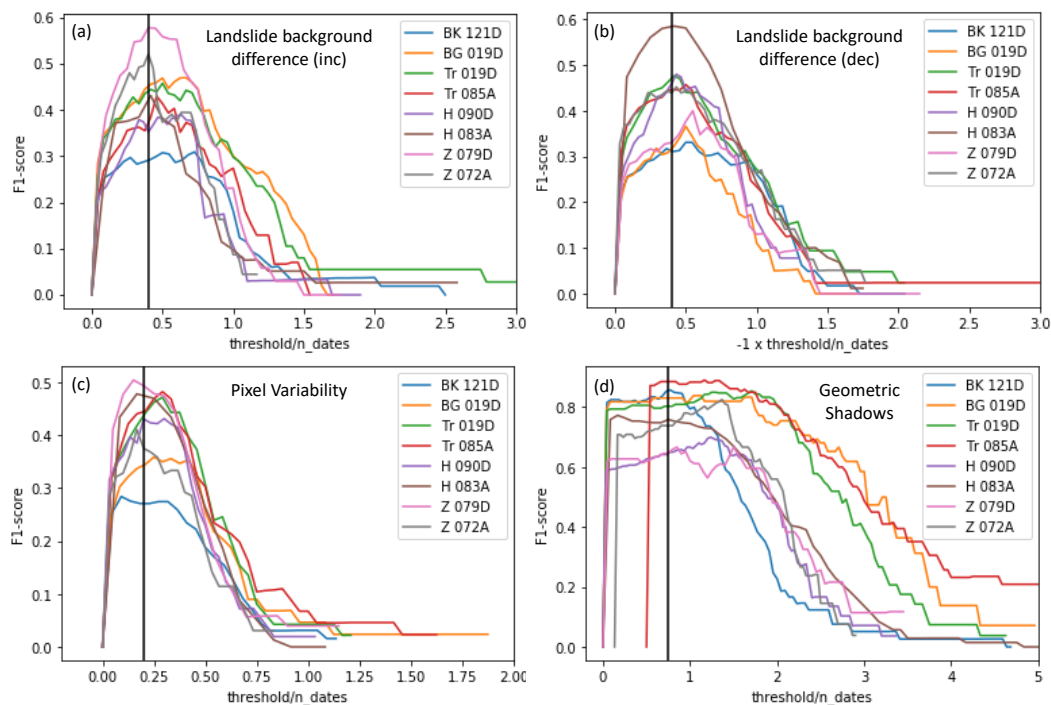 (a)
Landslide background
difference (inc)
BK 121D
BG 019D
Tr 019D
Tr 085A
H 090D
H 083A
Z 079D
Z 072A
F1-score
0.6
0.5
0.4
0.3
0.2
0.1
0.0
0.0
0.5
1.0
1.5
2.0
2.5
3.0
threshold/n_dates
(b)
Landslide background
difference (dec)
BK 121D
BG 019D
Tr 019D
Tr 085A
H 090D
H 083A
Z 079D
Z 072A
F1-score
0.6
0.5
0.4
0.3
0.2
0.1
0.0
0.0
0.5
1.0
1.5
2.0
2.5
3.0
-1 x threshold/n_dates
(c)
Pixel Variability
BK 121D
BG 019D
Tr 019D
Tr 085A
H 090D
H 083A
Z 079D
Z 072A
F1-score
0.5
0.4
0.3
0.2
0.1
0.0
0.00
0.25
0.50
0.75
1.00
1.25
1.50
1.75
2.00
threshold/n_dates
(d)
Geometric
Shadows
BK 121D
BG 019D
Tr 019D
Tr 085A
H 090D
H 083A
Z 079D
Z 072A
F1-score
0.8
0.6
0.4
0.2
0.0
0
1
2
3
4
5
threshold/n_dates